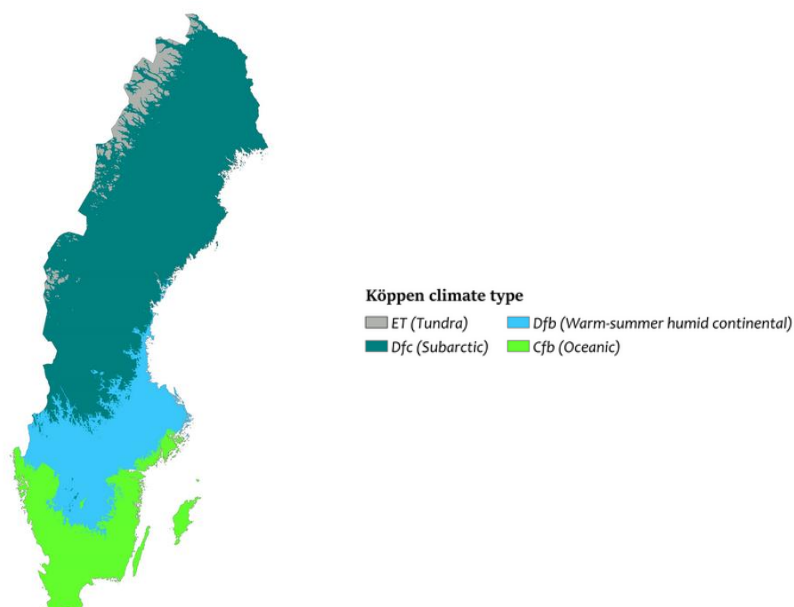 Köppen climate type
ET (Tundra) Dfb (Warm-summer humid continental)
Dfc (Subarctic) Cfb (Oceanic)